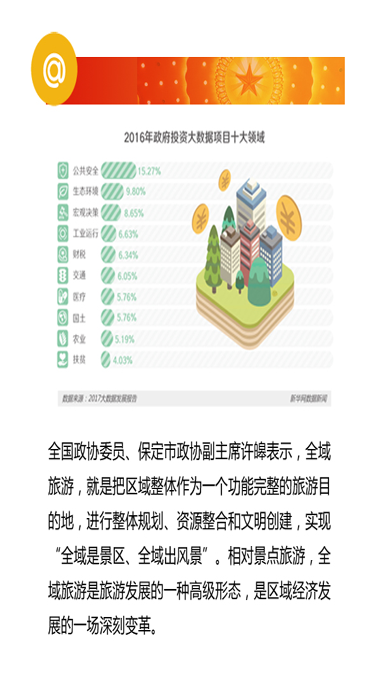 @
2016年政府投资大数据项目十大领域
公共安全 15.27%
生态环境 9.80%
宏观决策 8.65%
工业运行 6.63%
财税 6.34%
交通 6.05%
医疗 5.76%
国土 5.76%
农业 5.19%
扶贫 4.03%
数据来源：2017大数据发展报告 新华网数据新闻
全国政协委员、保定市政协副主席许皞表示，全域
旅游，就是把区域整体作为一个功能完整的旅游目
的地，进行整体规划、资源整合和文明创建，实现
“全域是景区、全域出风景”。相对景点旅游，全
域旅游是旅游发展的一种高级形态，是区域经济发
展的一场深刻变革。